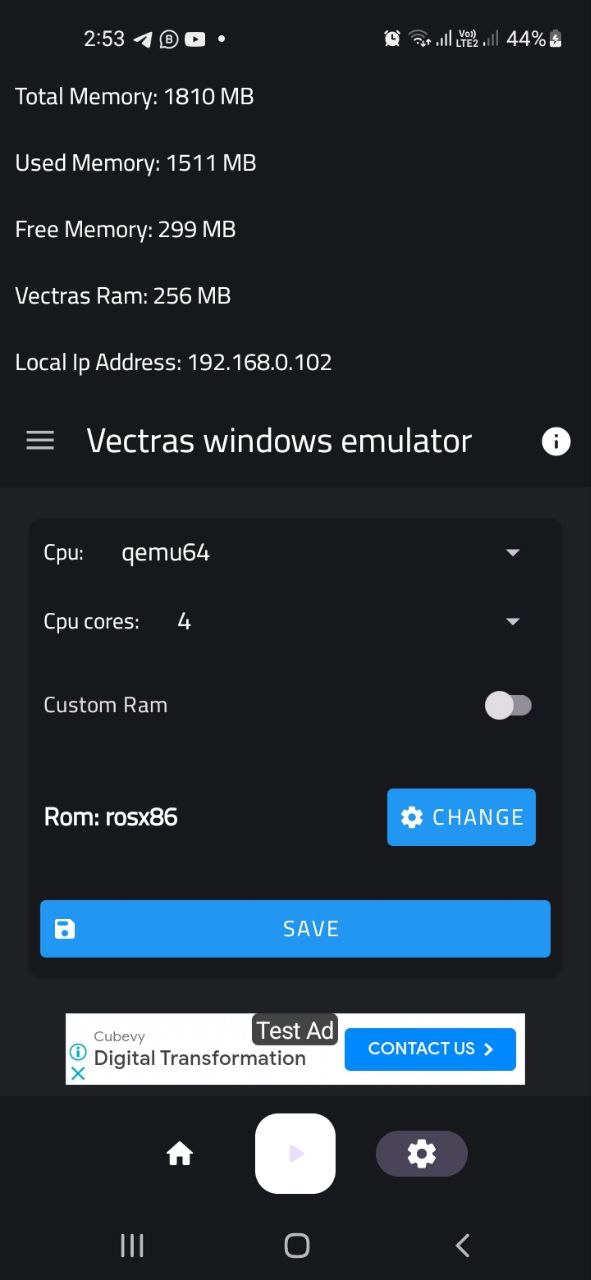 2:53
Vo))
LTE2
44%
Total Memory: 1810 MB
Used Memory: 1511 MB
Free Memory: 299 MB
Vectras Ram: 256 MB
Local Ip Address: 192.168.0.102
Vectras windows emulator
Cpu: qemu64
Cpu cores: 4
Custom Ram
Rom: rosx86
CHANGE
SAVE
Test Ad
Cubevy
Digital Transformation
CONTACT US